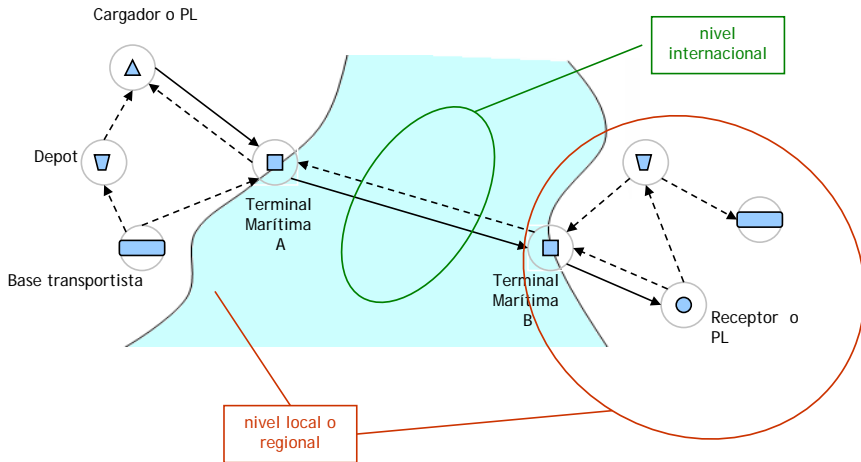 Cargador o PL
nivel
internacional
Depot
Terminal
Marítima
A
Base transportista
Terminal
Marítima
B
Receptor o
PL
nivel local o
regional